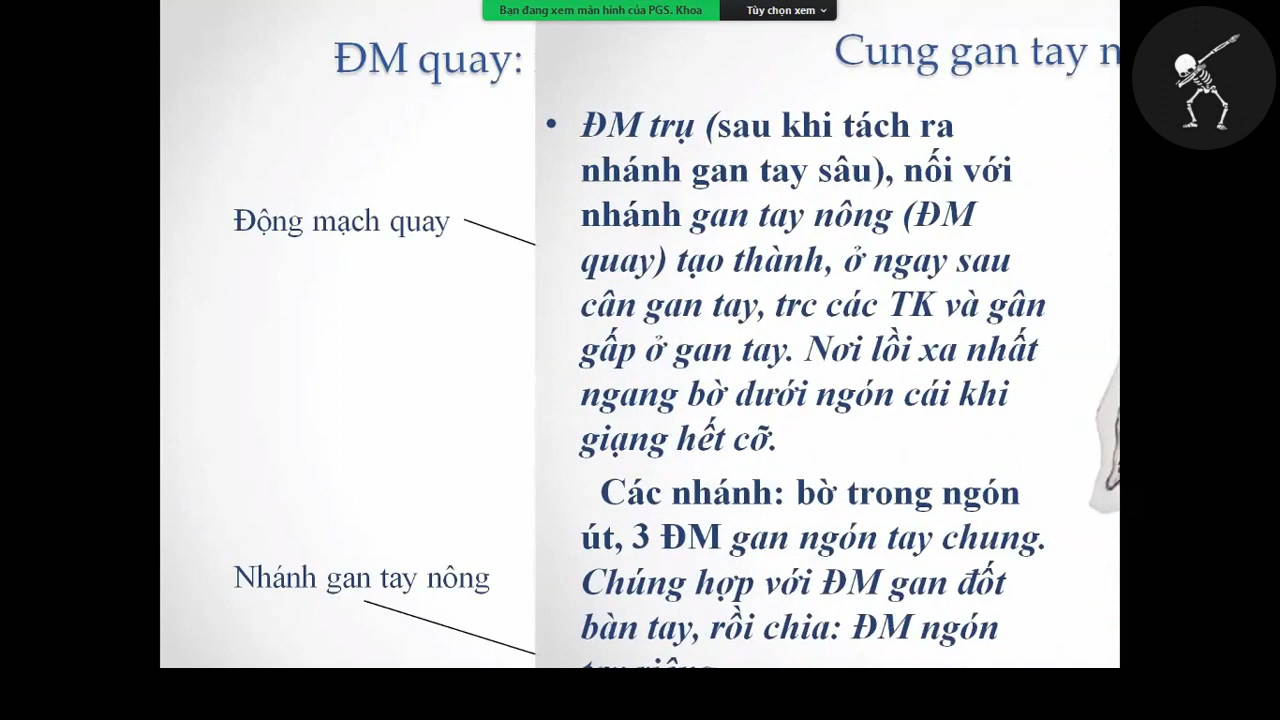 Bạn đang xem màn hình của PGS. Khoa
Tùy chọn xem
ĐM quay:
Động mạch quay
Nhánh gan tay nông
Cung gan tay n
• ĐM trụ (sau khi tách ra
nhánh gan tay sâu), nối với
nhánh gan tay nông (ĐM
quay) tạo thành, ở ngay sau
cân gan tay, trc các TK và gân
gấp ở gan tay. Nơi lồi xa nhất
ngang bờ dưới ngón cái khi
giạng hết cỡ.
Các nhánh: bờ trong ngón
út, 3 ĐM gan ngón tay chung.
Chúng hợp với ĐM gan đốt
bàn tay, rồi chia: ĐM ngón